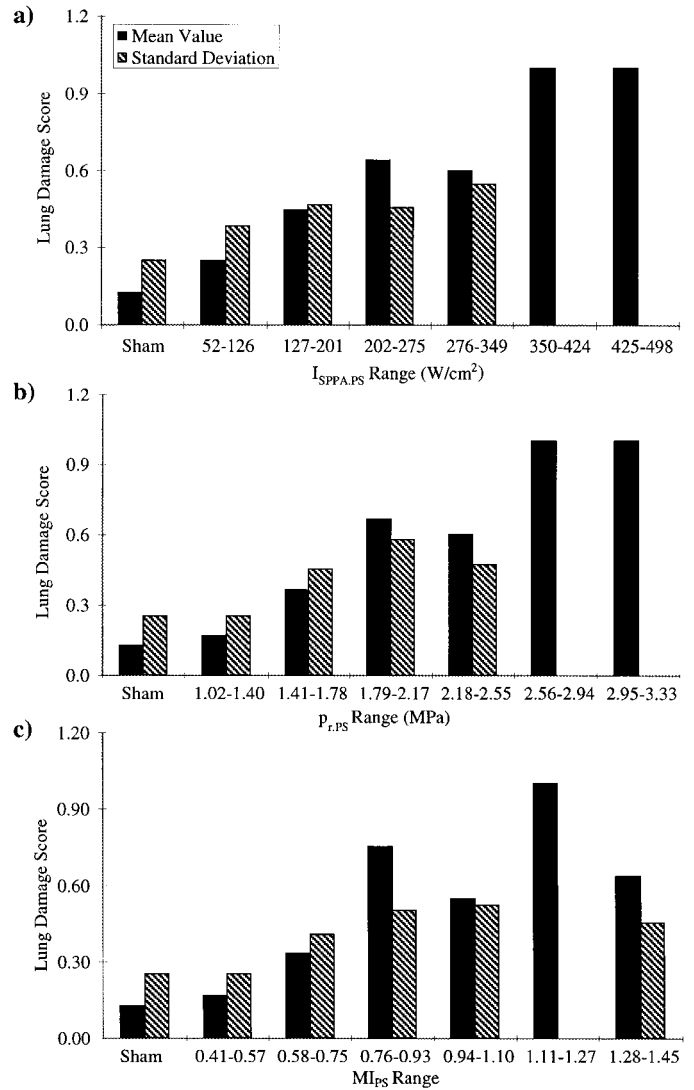 a)
Mean Value
Standard Deviation
Lung Damage Score
1.2
0.9
0.6
0.3
0.0
Sham 52-126 127-201 202-275 276-349 350-424 425-498
I_SPPA.PS Range (W/cm²)
b)
Lung Damage Score
1.2
0.9
0.6
0.3
0.0
Sham 1.02-1.40 1.41-1.78 1.79-2.17 2.18-2.55 2.56-2.94 2.95-3.33
p_r.PS Range (MPa)
c)
Lung Damage Score
1.20
0.90
0.60
0.30
0.00
Sham 0.41-0.57 0.58-0.75 0.76-0.93 0.94-1.10 1.11-1.27 1.28-1.45
MI_PS Range